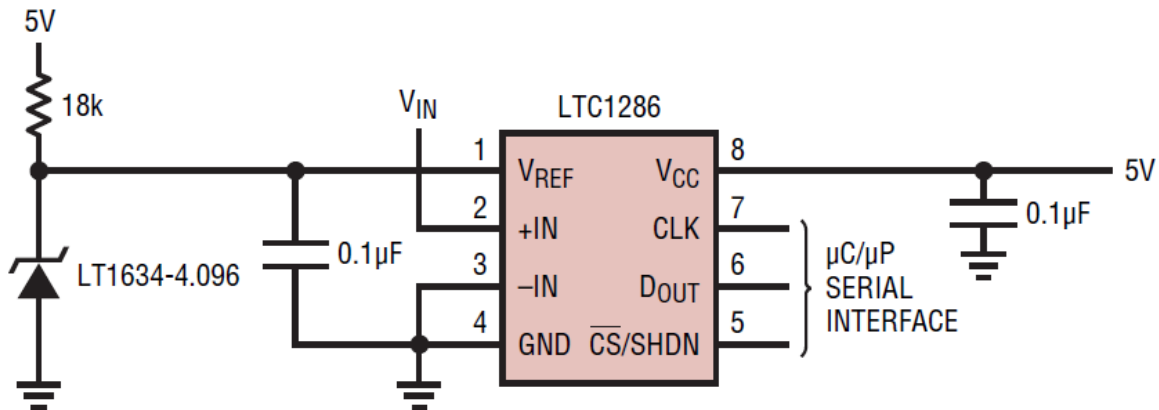 5V
18k
LT1634-4.096
0.1µF
VIN
LTC1286
1
VREF
2
+IN
3
–IN
4
GND
8
VCC
7
CLK
6
DOUT
5
C̅S̅/SHDN
5V
0.1µF
µC/µP
SERIAL
INTERFACE